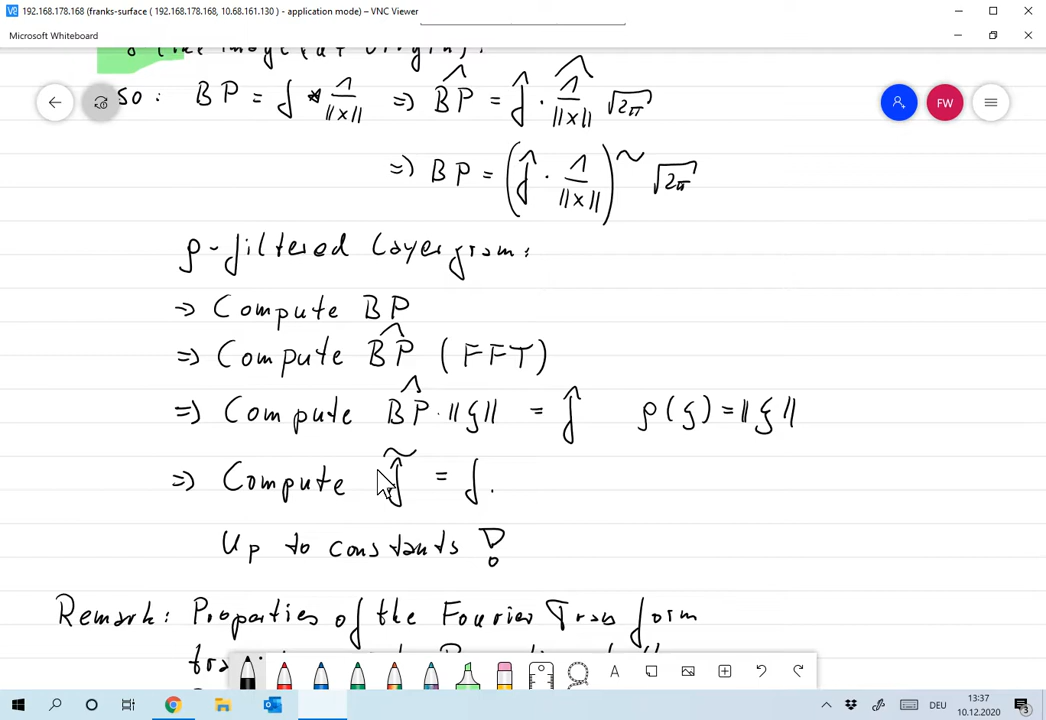 192.168.178.168 (franks-surface ( 192.168.178.168, 10.68.161.130 ) - application mode) - VNC Viewer
Microsoft Whiteboard
so: BP = f * 1/||x|| => B̂P = f̂ · (1/||x||)^ √2π
FW
=> BP = (f̂ · 1/||x||)~ √2π
ρ-filtered Layergram:
=> Compute BP
=> Compute B̂P (FFT)
=> Compute B̂P · ||ξ|| = f̂ ρ(ξ) = ||ξ||
=> Compute f̂~ = f.
Up to constants !
Remark: Properties of the Fourier Transform
A
DEU
13:37
10.12.2020
3